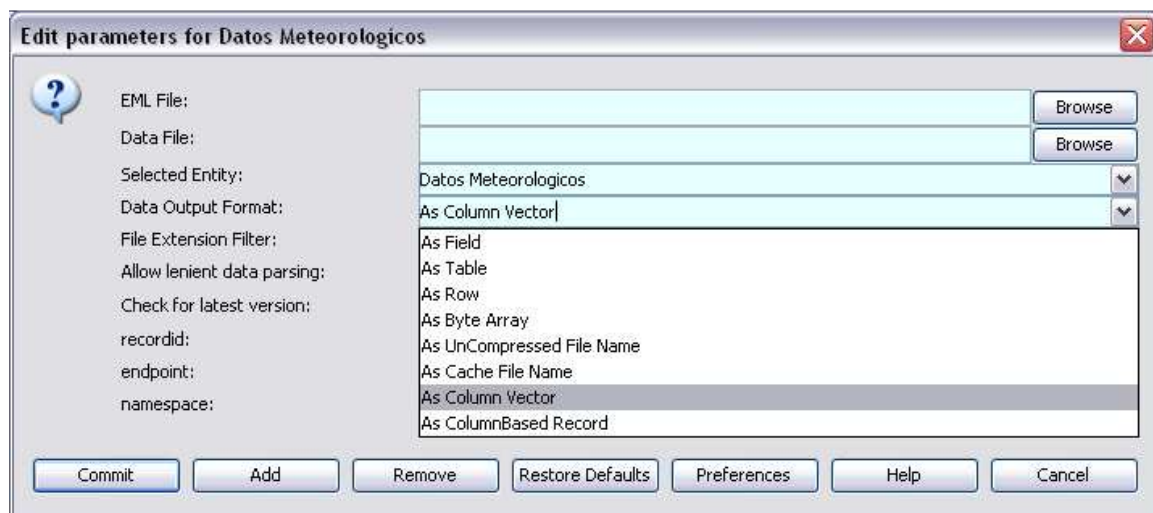 Edit parameters for Datos Meteorologicos
?
EML File:
Browse
Data File:
Browse
Selected Entity:
Datos Meteorologicos
Data Output Format:
As Column Vector
File Extension Filter:
Allow lenient data parsing:
Check for latest version:
recordid:
endpoint:
namespace:
As Field
As Table
As Row
As Byte Array
As UnCompressed File Name
As Cache File Name
As Column Vector
As ColumnBased Record
Commit
Add
Remove
Restore Defaults
Preferences
Help
Cancel